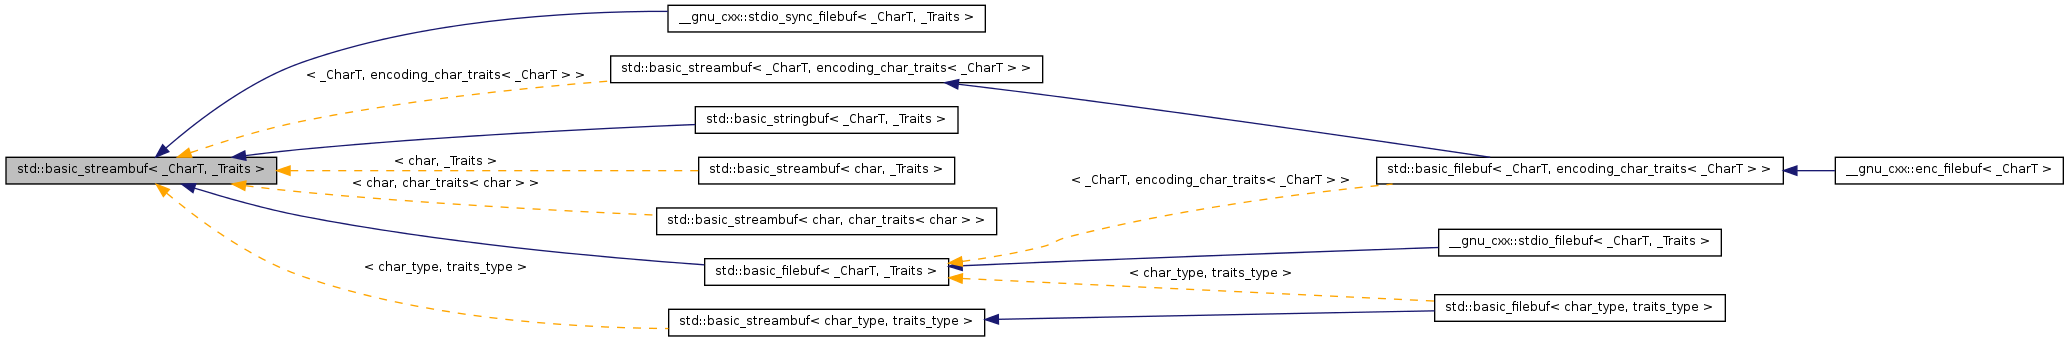 __gnu_cxx::stdio_sync_filebuf< _CharT, _Traits >
std::basic_streambuf< _CharT, encoding_char_traits< _CharT > >
< _CharT, encoding_char_traits< _CharT > >
std::basic_stringbuf< _CharT, _Traits >
std::basic_streambuf< _CharT, _Traits >
< char, _Traits >
std::basic_streambuf< char, _Traits >
std::basic_filebuf< _CharT, encoding_char_traits< _CharT > >
__gnu_cxx::enc_filebuf< _CharT >
< char, char_traits< char > >
< _CharT, encoding_char_traits< _CharT > >
std::basic_streambuf< char, char_traits< char > >
__gnu_cxx::stdio_filebuf< _CharT, _Traits >
< char_type, traits_type >
std::basic_filebuf< _CharT, _Traits >
< char_type, traits_type >
std::basic_filebuf< char_type, traits_type >
std::basic_streambuf< char_type, traits_type >